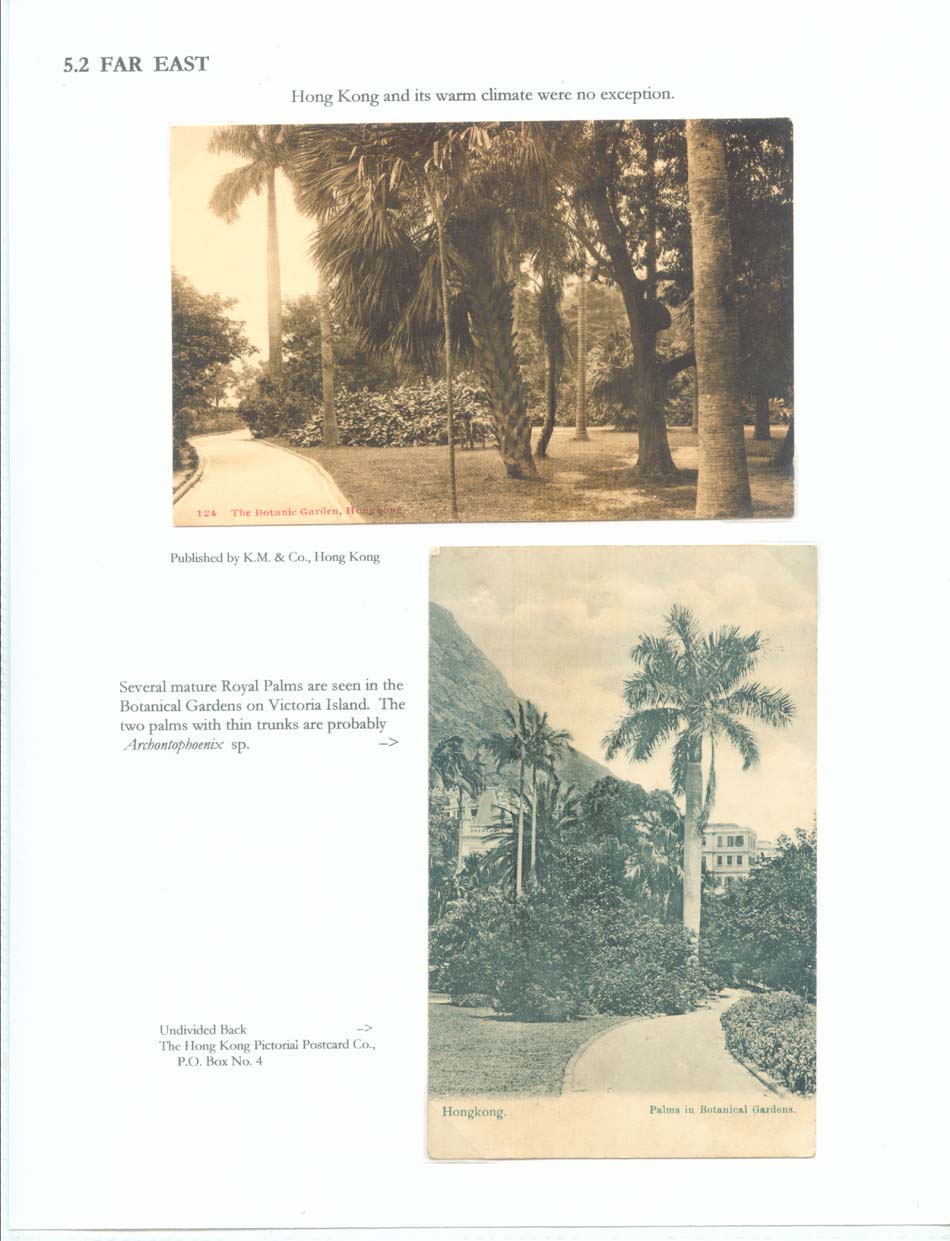 5.2 FAR EAST
Hong Kong and its warm climate were no exception.
124 The Botanic Garden, Hongkong.
Published by K.M. & Co., Hong Kong
Several mature Royal Palms are seen in the
Botanical Gardens on Victoria Island. The
two palms with thin trunks are probably
Archontophoenix sp. ->
Undivided Back ->
The Hong Kong Pictorial Postcard Co.,
P.O. Box No. 4
Hongkong.
Palms in Botanical Gardens.